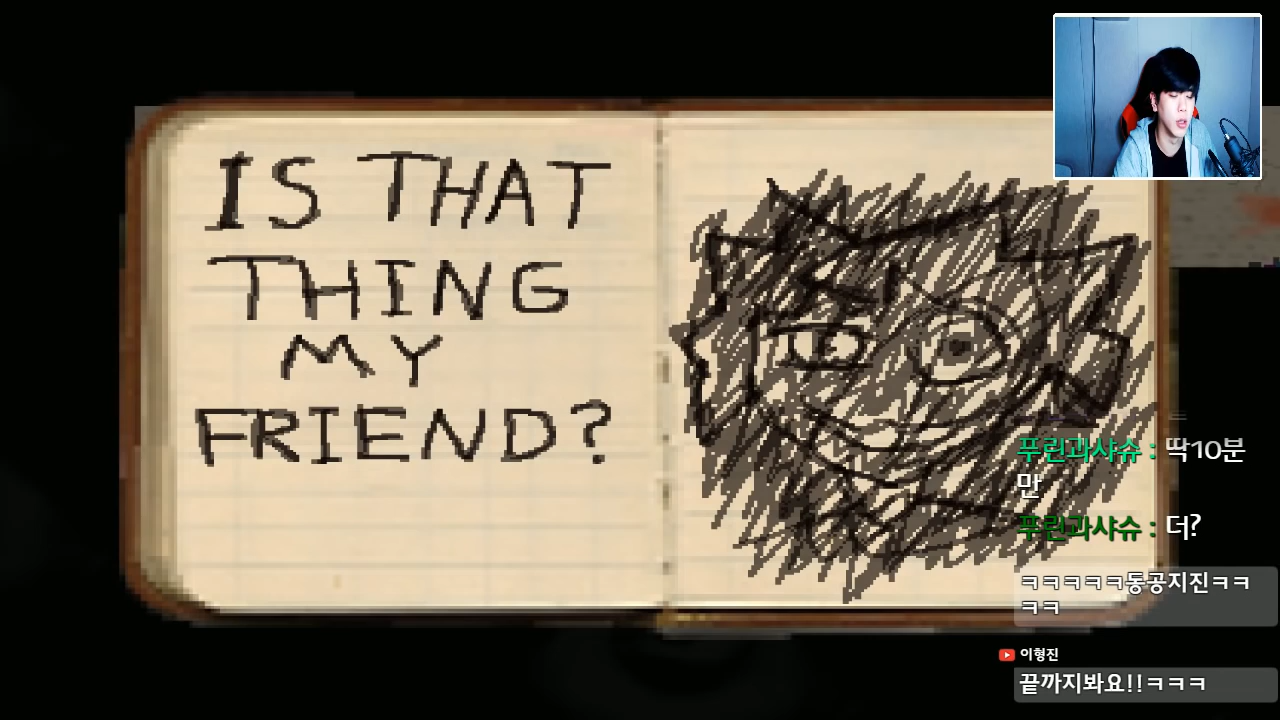 IS THAT
THING
MY
FRIEND?
푸린과샤슈 : 딱10분
만
푸린과샤슈 : 더?
ㅋㅋㅋㅋㅋ동공지진ㅋㅋ
ㅋㅋ
이형진
끝까지봐요!!ㅋㅋㅋ